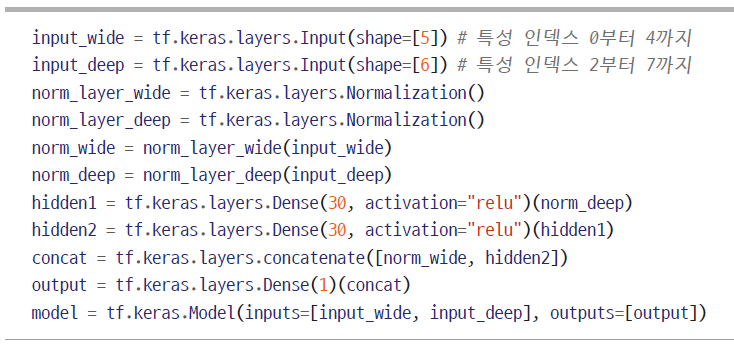 input_wide = tf.keras.layers.Input(shape=[5]) # 특성 인덱스 0부터 4까지
input_deep = tf.keras.layers.Input(shape=[6]) # 특성 인덱스 2부터 7까지
norm_layer_wide = tf.keras.layers.Normalization()
norm_layer_deep = tf.keras.layers.Normalization()
norm_wide = norm_layer_wide(input_wide)
norm_deep = norm_layer_deep(input_deep)
hidden1 = tf.keras.layers.Dense(30, activation="relu")(norm_deep)
hidden2 = tf.keras.layers.Dense(30, activation="relu")(hidden1)
concat = tf.keras.layers.concatenate([norm_wide, hidden2])
output = tf.keras.layers.Dense(1)(concat)
model = tf.keras.Model(inputs=[input_wide, input_deep], outputs=[output])